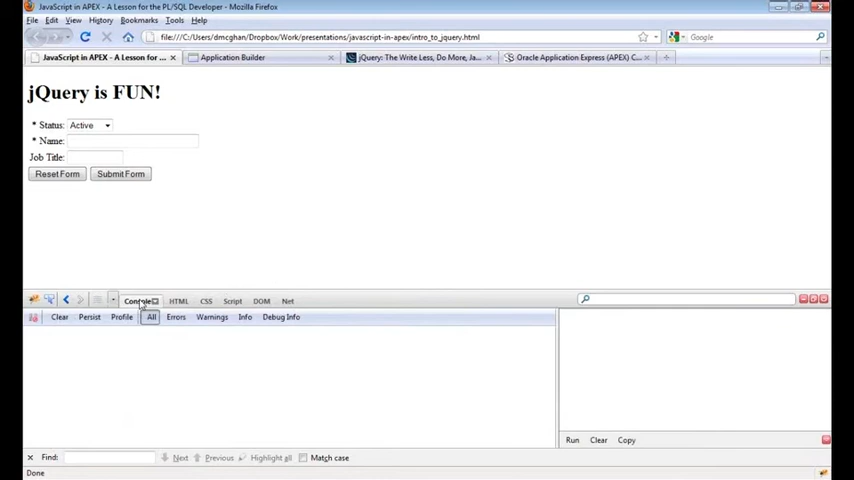 JavaScript in APEX - A Lesson for the PL/SQL Developer - Mozilla Firefox
File Edit View History Bookmarks Tools Help
file:///C:/Users/dmcghan/Dropbox/Work/presentations/javascript-in-apex/intro_to_jquery.html
Google
JavaScript in APEX - A Lesson for ...
Application Builder
jQuery: The Write Less, Do More, Ja...
Oracle Application Express (APEX) C...
jQuery is FUN!
* Status: Active
* Name:
Job Title:
Reset Form Submit Form
Console HTML CSS Script DOM Net
Clear Persist Profile All Errors Warnings Info Debug Info
Run Clear Copy
Find: Next Previous Highlight all Match case
Done